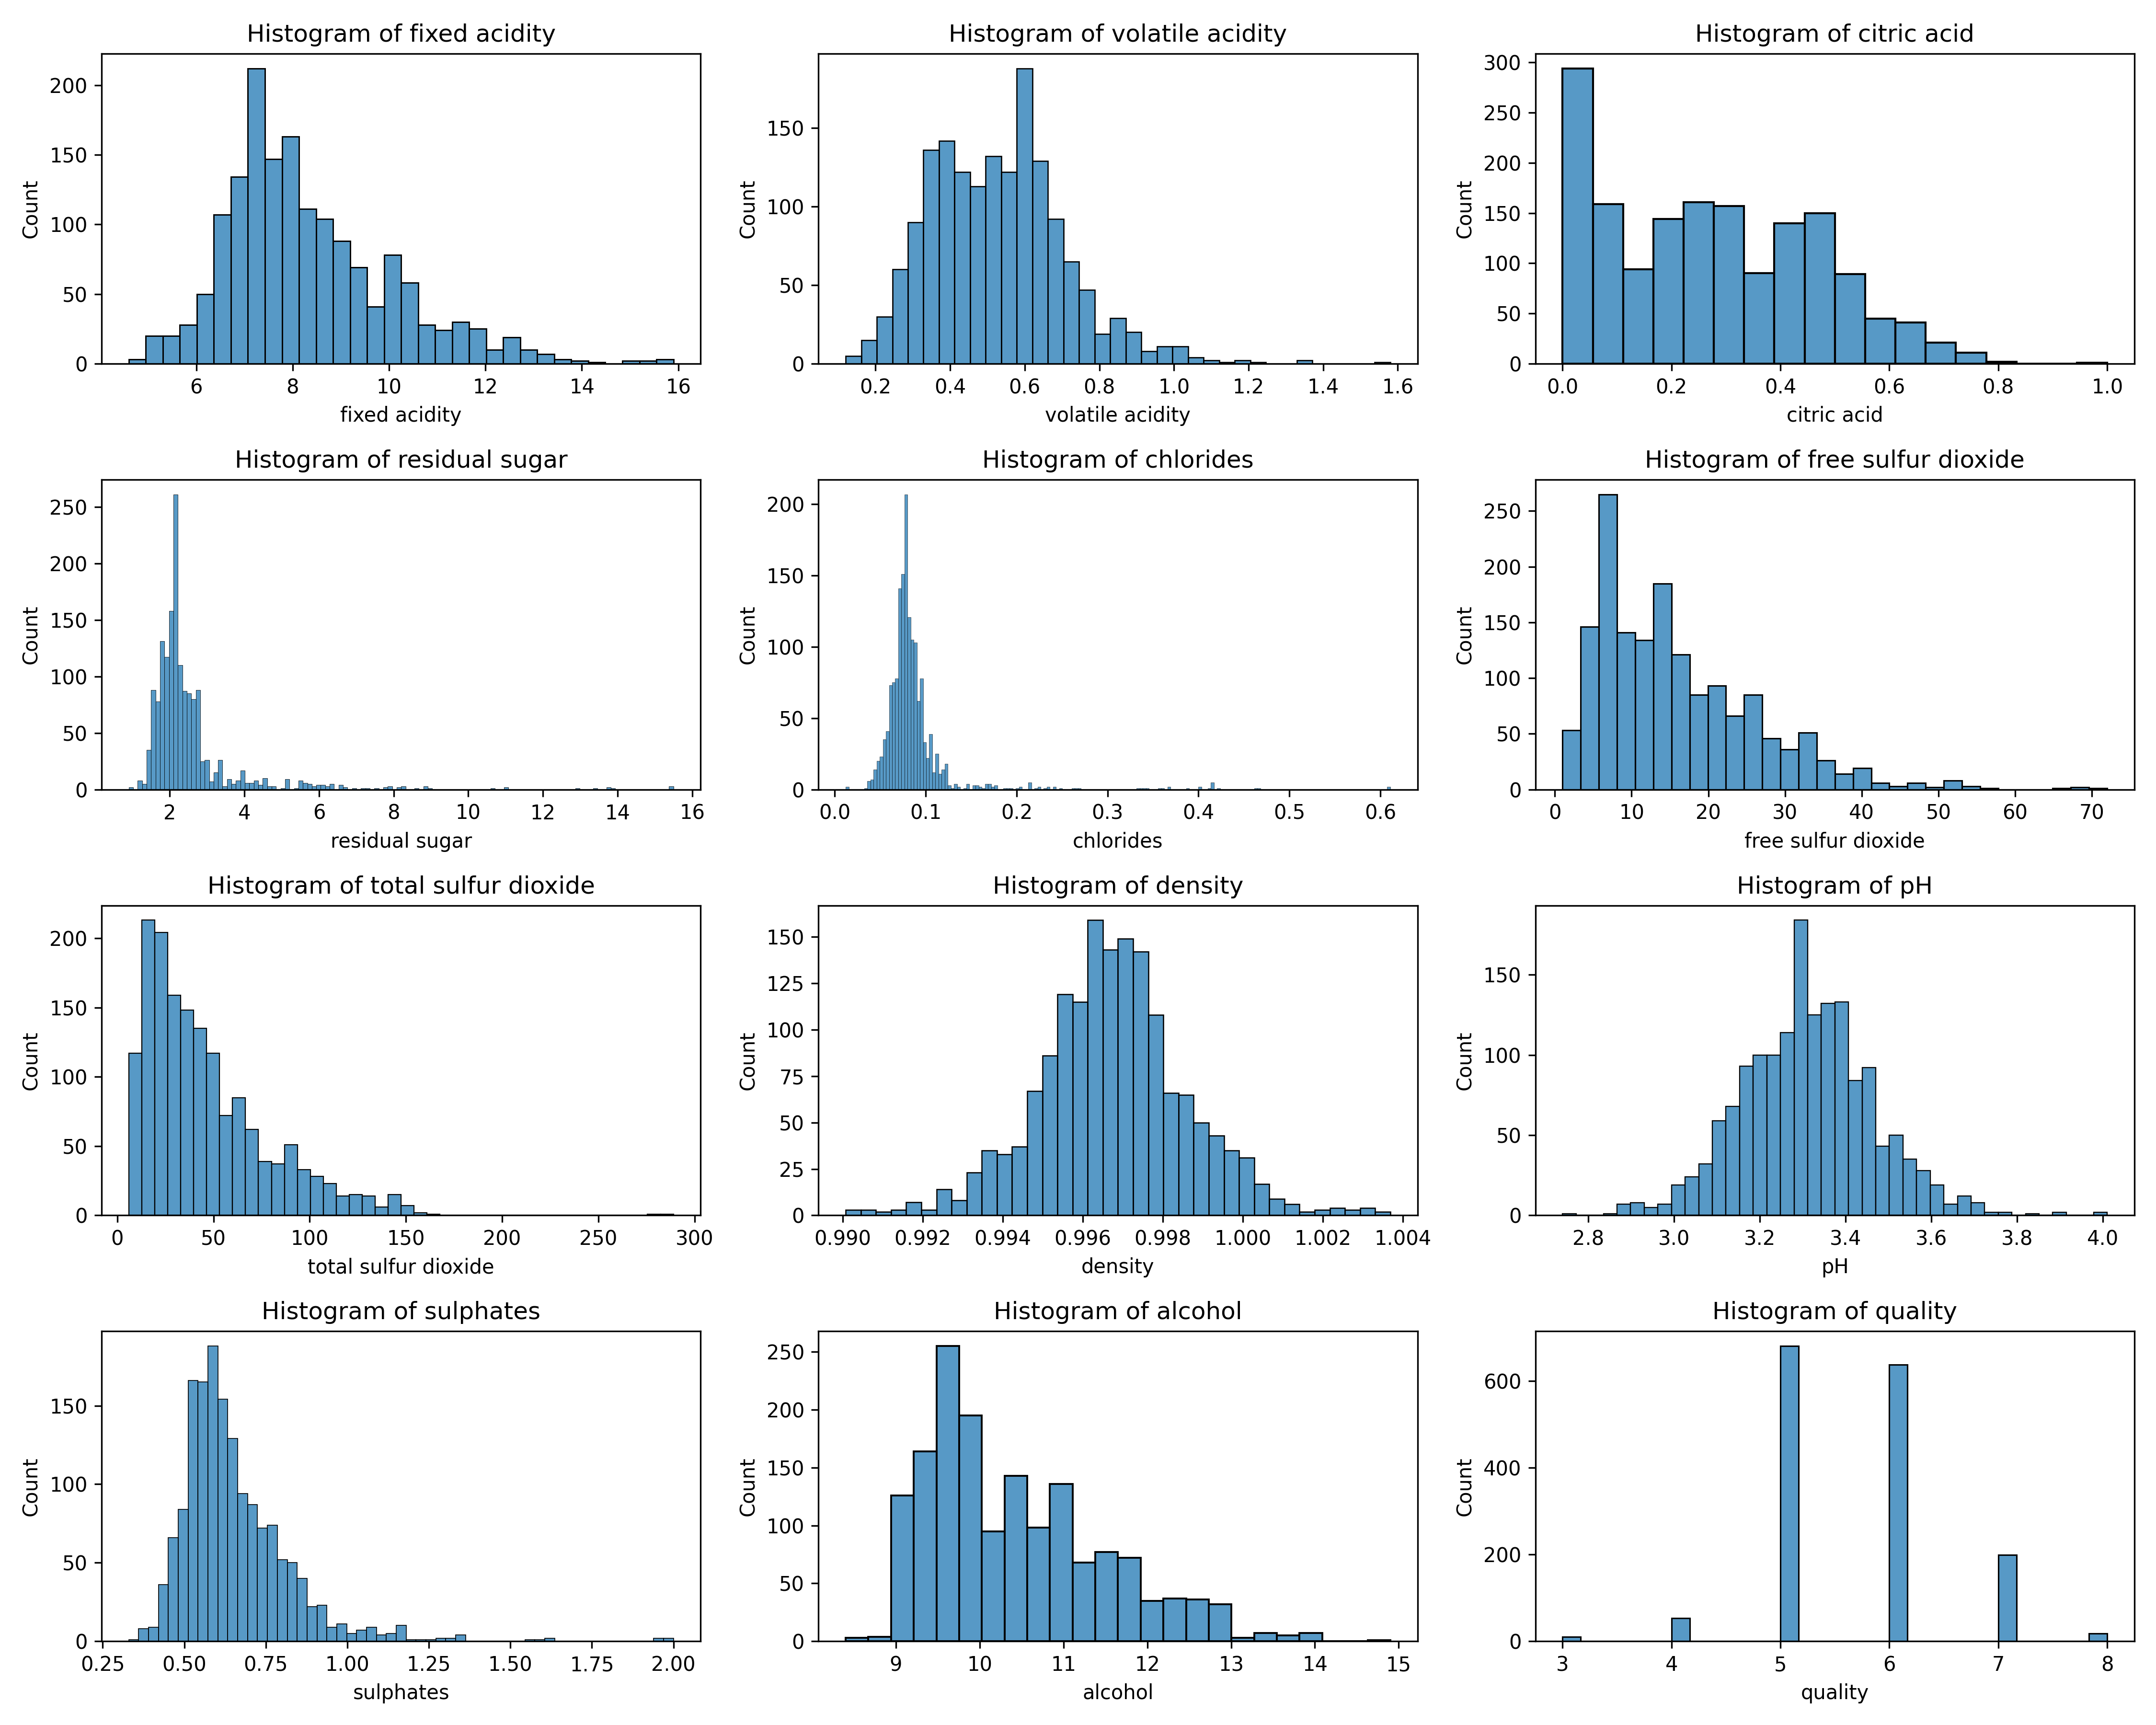 Histogram of fixed acidity
Count
0
50
100
150
200
6 8 10 12 14 16
fixed acidity
Histogram of volatile acidity
Count
0
50
100
150
0.2 0.4 0.6 0.8 1.0 1.2 1.4 1.6
volatile acidity
Histogram of citric acid
Count
0
50
100
150
200
250
300
0.0 0.2 0.4 0.6 0.8 1.0
citric acid
Histogram of residual sugar
Count
0
50
100
150
200
250
2 4 6 8 10 12 14 16
residual sugar
Histogram of chlorides
Count
0
50
100
150
200
0.0 0.1 0.2 0.3 0.4 0.5 0.6
chlorides
Histogram of free sulfur dioxide
Count
0
50
100
150
200
250
0 10 20 30 40 50 60 70
free sulfur dioxide
Histogram of total sulfur dioxide
Count
0
50
100
150
200
0 50 100 150 200 250 300
total sulfur dioxide
Histogram of density
Count
0
25
50
75
100
125
150
0.990 0.992 0.994 0.996 0.998 1.000 1.002 1.004
density
Histogram of pH
Count
0
50
100
150
2.8 3.0 3.2 3.4 3.6 3.8 4.0
pH
Histogram of sulphates
Count
0
50
100
150
0.25 0.50 0.75 1.00 1.25 1.50 1.75 2.00
sulphates
Histogram of alcohol
Count
0
50
100
150
200
250
9 10 11 12 13 14 15
alcohol
Histogram of quality
Count
0
200
400
600
3 4 5 6 7 8
quality